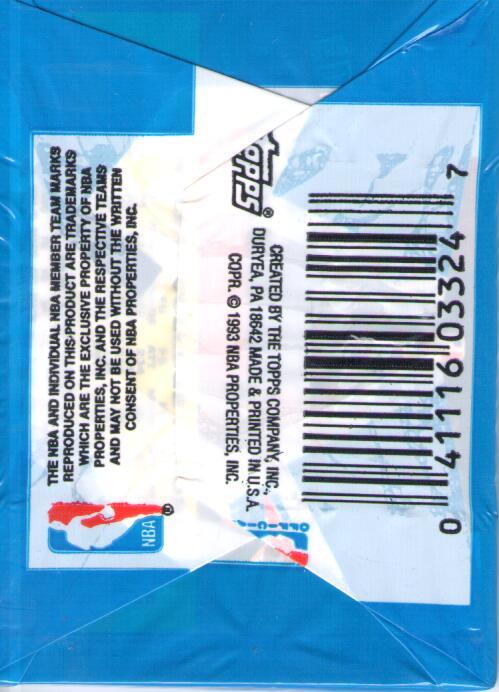 THE NBA AND INDIVIDUAL NBA MEMBER TEAM MARKS
REPRODUCED ON THIS PRODUCT ARE TRADEMARKS
WHICH ARE THE EXCLUSIVE PROPERTY OF NBA
PROPERTIES, INC. AND THE RESPECTIVE TEAMS
AND MAY NOT BE USED WITHOUT THE WRITTEN
CONSENT OF NBA PROPERTIES, INC.
NBA ®
TOPPS®
CREATED BY THE TOPPS COMPANY, INC.,
DURYEA, PA 18642 MADE & PRINTED IN U.S.A.
COPR. © 1993 NBA PROPERTIES, INC.
0 41116 03324 7